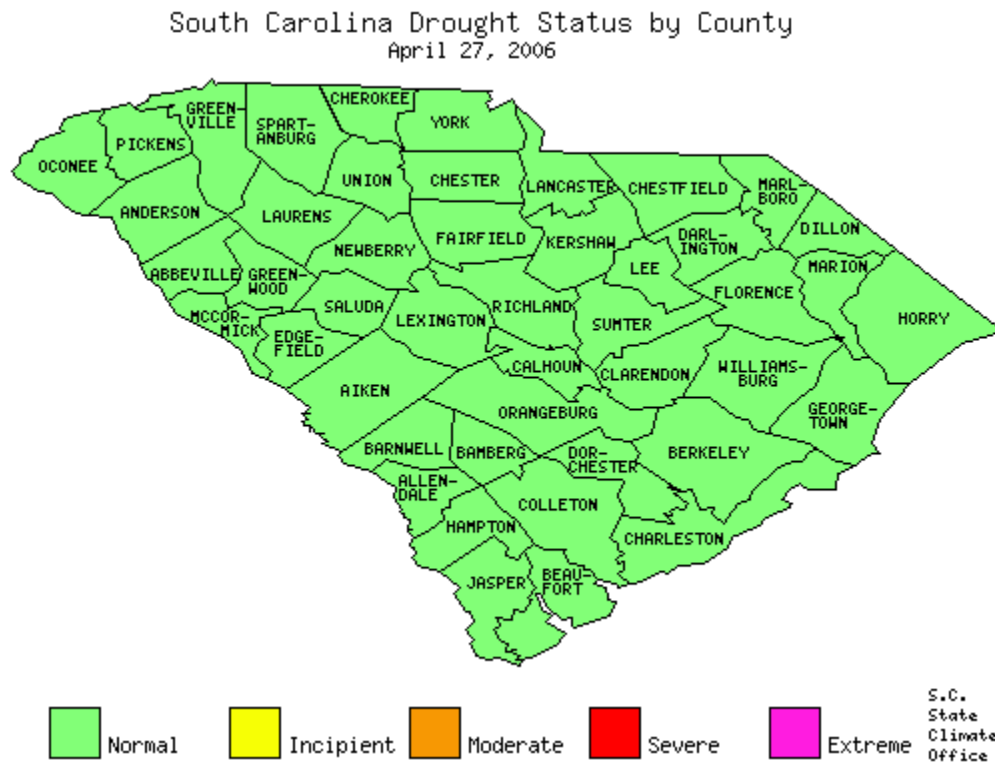 South Carolina Drought Status by County
April 27, 2006
CHEROKEE
GREEN-
VILLE
SPART-
ANBURG
YORK
PICKENS
OCONEE
UNION
CHESTER
LANCASTER
CHESTFIELD
MARL-
BORO
ANDERSON
LAURENS
DILLON
NEWBERRY
FAIRFIELD
KERSHAW
DARL-
INGTON
ABBEVILLE
GREEN-
WOOD
LEE
MARION
SALUDA
RICHLAND
FLORENCE
MCCOR-
MICK
LEXINGTON
SUMTER
HORRY
EDGE-
FIELD
CALHOUN
CLARENDON
WILLIAMS-
BURG
AIKEN
ORANGEBURG
GEORGE-
TOWN
BARNWELL
BAMBERG
DOR-
CHESTER
BERKELEY
ALLEN-
DALE
COLLETON
HAMPTON
CHARLESTON
JASPER
BEAU-
FORT
Normal
Incipient
Moderate
Severe
Extreme
S.C.
State
Climate
Office